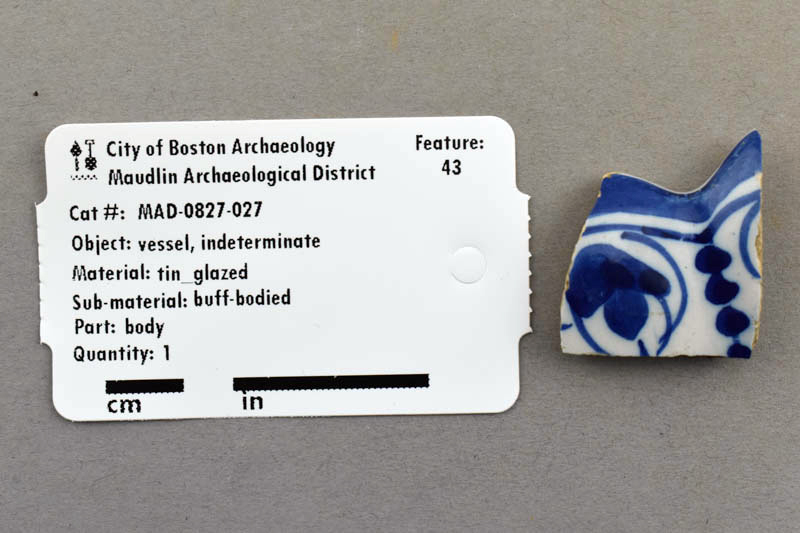 City of Boston Archaeology
Maudlin Archaeological District
Feature:
43
Cat #: MAD-0827-027
Object: vessel, indeterminate
Material: tin_glazed
Sub-material: buff-bodied
Part: body
Quantity: 1
cm
in